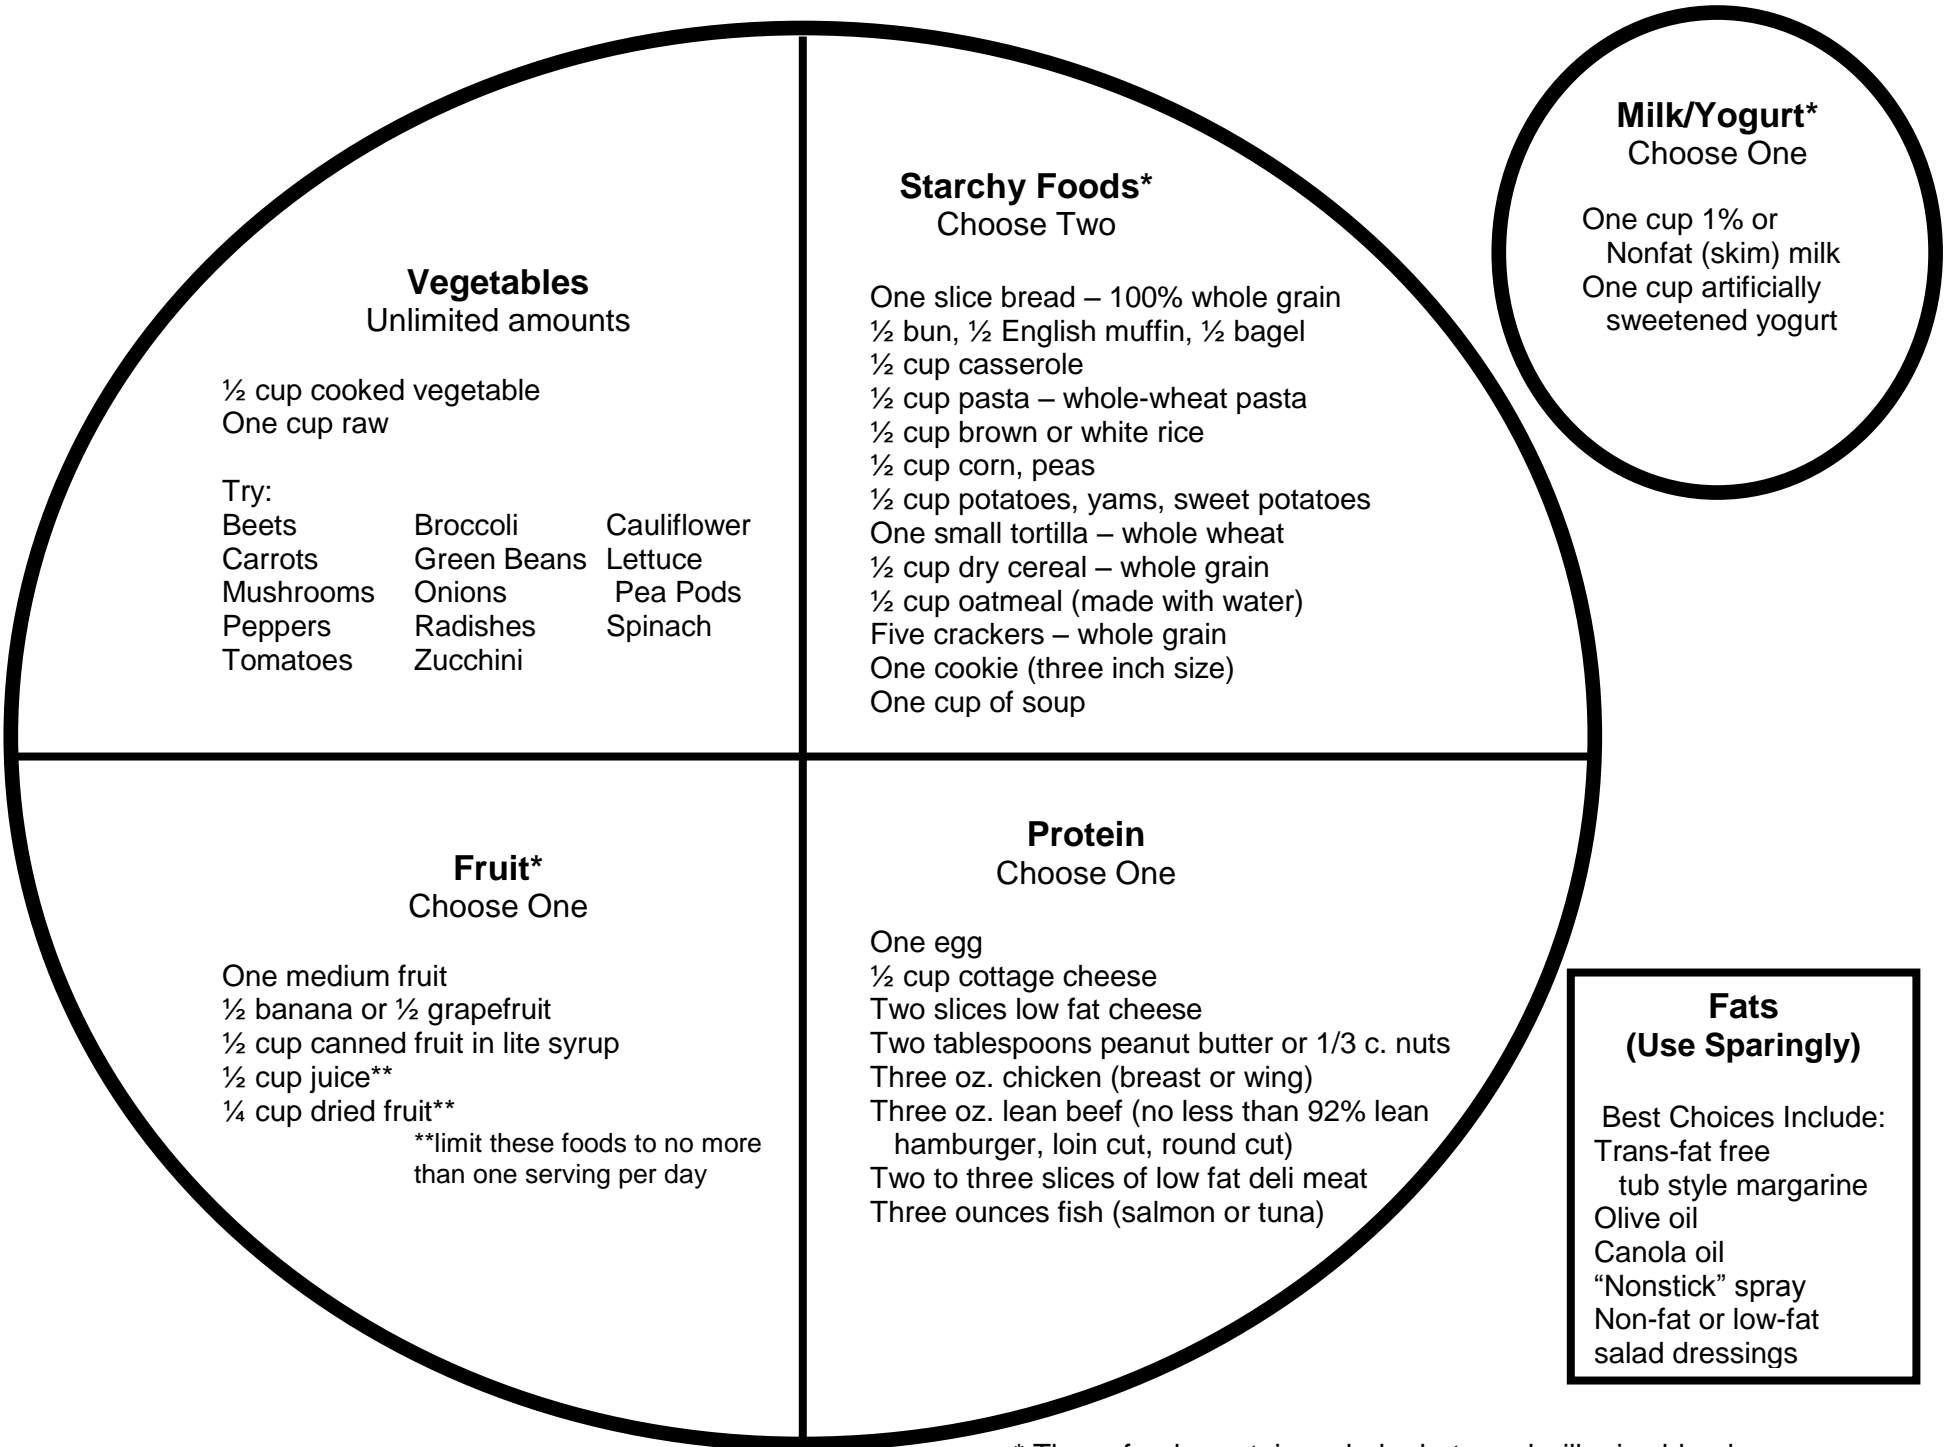 Vegetables
Unlimited amounts
½ cup cooked vegetable
One cup raw
Try:
Beets Broccoli Cauliflower
Carrots Green Beans Lettuce
Mushrooms Onions Pea Pods
Peppers Radishes Spinach
Tomatoes Zucchini
Starchy Foods*
Choose Two
One slice bread – 100% whole grain
½ bun, ½ English muffin, ½ bagel
½ cup casserole
½ cup pasta – whole-wheat pasta
½ cup brown or white rice
½ cup corn, peas
½ cup potatoes, yams, sweet potatoes
One small tortilla – whole wheat
½ cup dry cereal – whole grain
½ cup oatmeal (made with water)
Five crackers – whole grain
One cookie (three inch size)
One cup of soup
Milk/Yogurt*
Choose One
One cup 1% or
Nonfat (skim) milk
One cup artificially
sweetened yogurt
Fruit*
Choose One
One medium fruit
½ banana or ½ grapefruit
½ cup canned fruit in lite syrup
½ cup juice**
¼ cup dried fruit**
**limit these foods to no more
than one serving per day
Protein
Choose One
One egg
½ cup cottage cheese
Two slices low fat cheese
Two tablespoons peanut butter or 1/3 c. nuts
Three oz. chicken (breast or wing)
Three oz. lean beef (no less than 92% lean
hamburger, loin cut, round cut)
Two to three slices of low fat deli meat
Three ounces fish (salmon or tuna)
Fats
(Use Sparingly)
Best Choices Include:
Trans-fat free
tub style margarine
Olive oil
Canola oil
“Nonstick” spray
Non-fat or low-fat
salad dressings